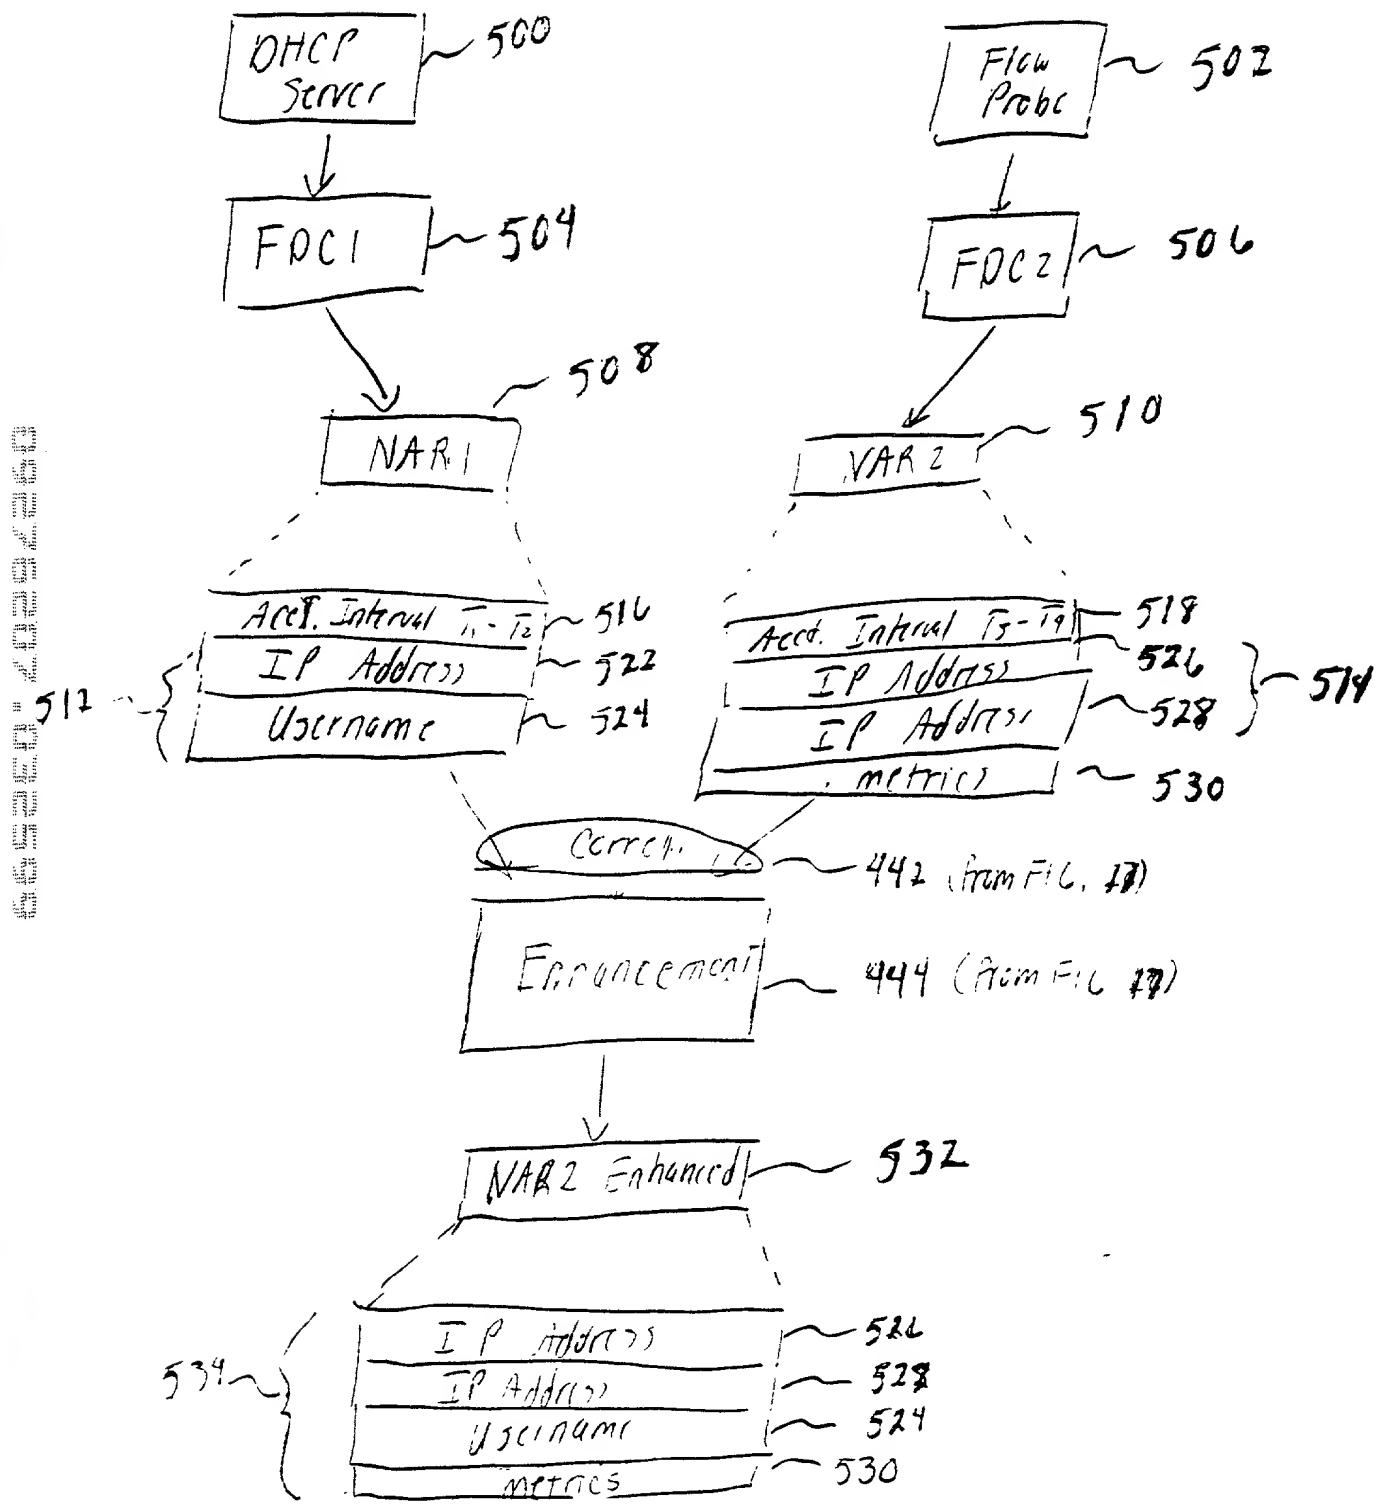 DHCP
Server
500
Flow
Probe
502
FDC1
504
FDC2
506
508
NAR1
510
NAR2
Acct. Interval T1-T2
516
IP Address
522
Username
524
512
Acct. Interval
518
IP Address
526
IP Address
528
514
metrics
530
442 (From FIG.
Enhancement
444 (From FIG
NAR2 Enhanced
532
IP Address
526
IP Address
528
Username
524
metrics
530
534